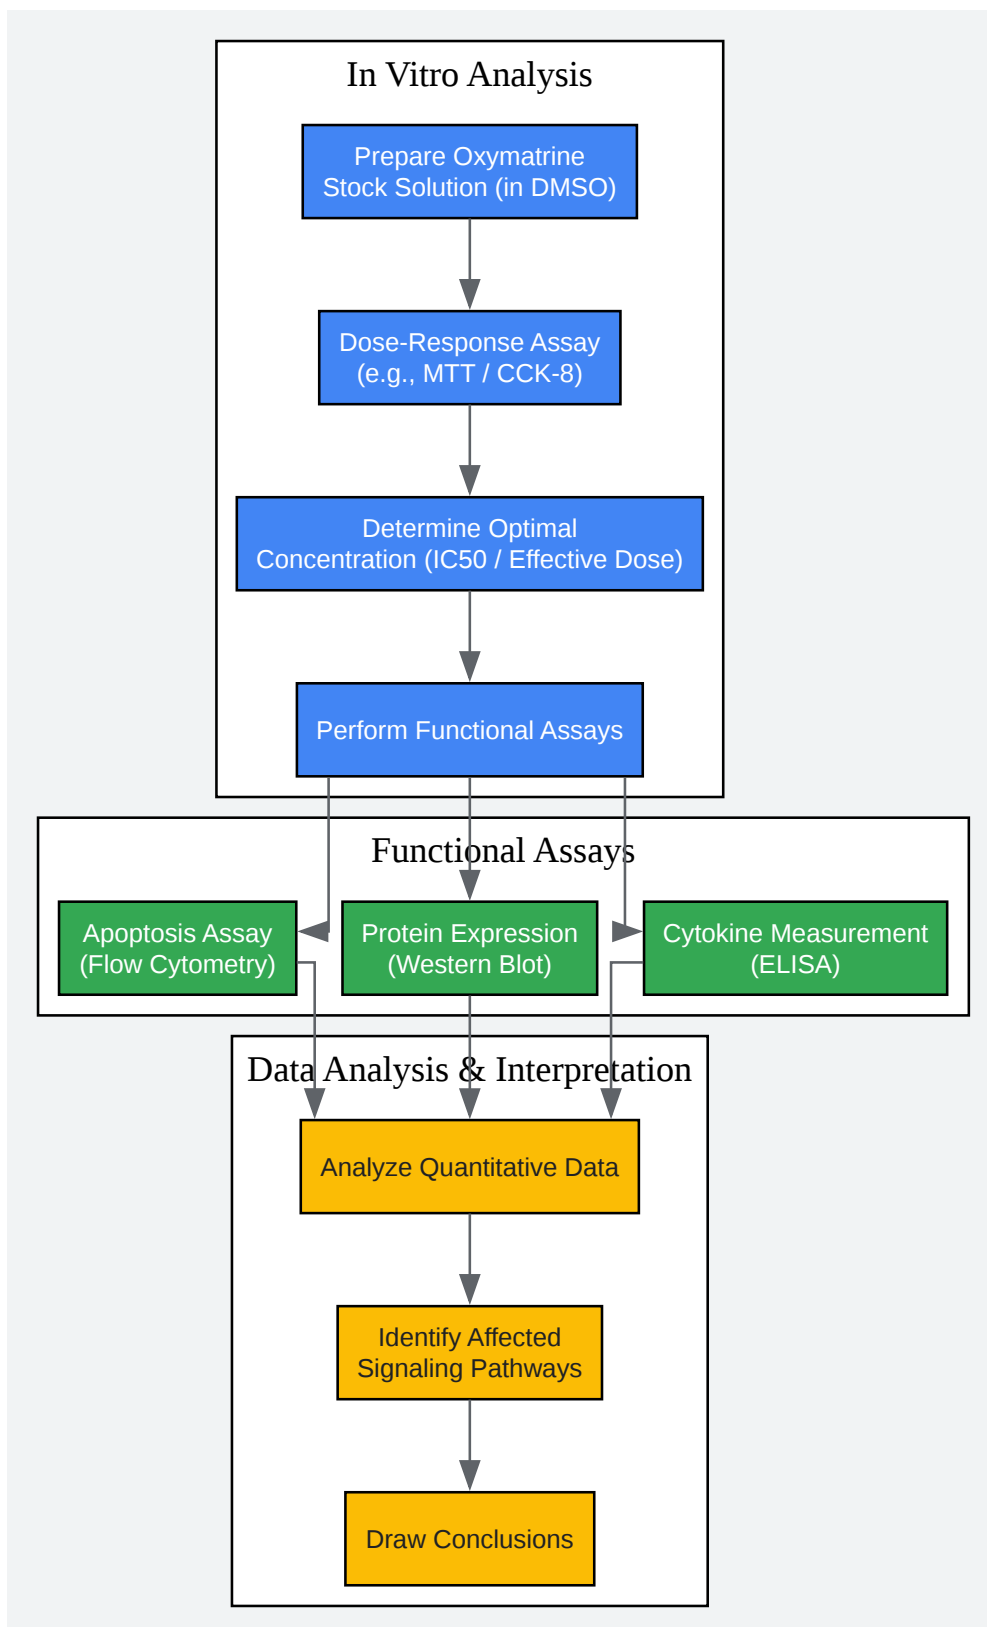 In Vitro Analysis
Prepare Oxymatrine
Stock Solution (in DMSO)
Dose-Response Assay
(e.g., MTT / CCK-8)
Determine Optimal
Concentration (IC50 / Effective Dose)
Perform Functional Assays
Functional Assays
Apoptosis Assay
(Flow Cytometry)
Protein Expression
(Western Blot)
Cytokine Measurement
(ELISA)
Data Analysis & Interpretation
Analyze Quantitative Data
Identify Affected
Signaling Pathways
Draw Conclusions